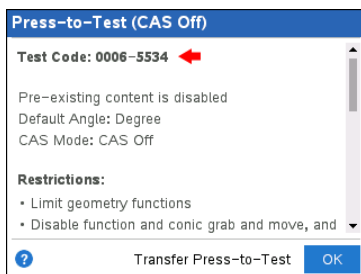 Press-to-Test (CAS Off)
Test Code: 0006-5534
Pre-existing content is disabled
Default Angle: Degree
CAS Mode: CAS Off
Restrictions:
• Limit geometry functions
• Disable function and conic grab and move, and
? Transfer Press-to-Test OK